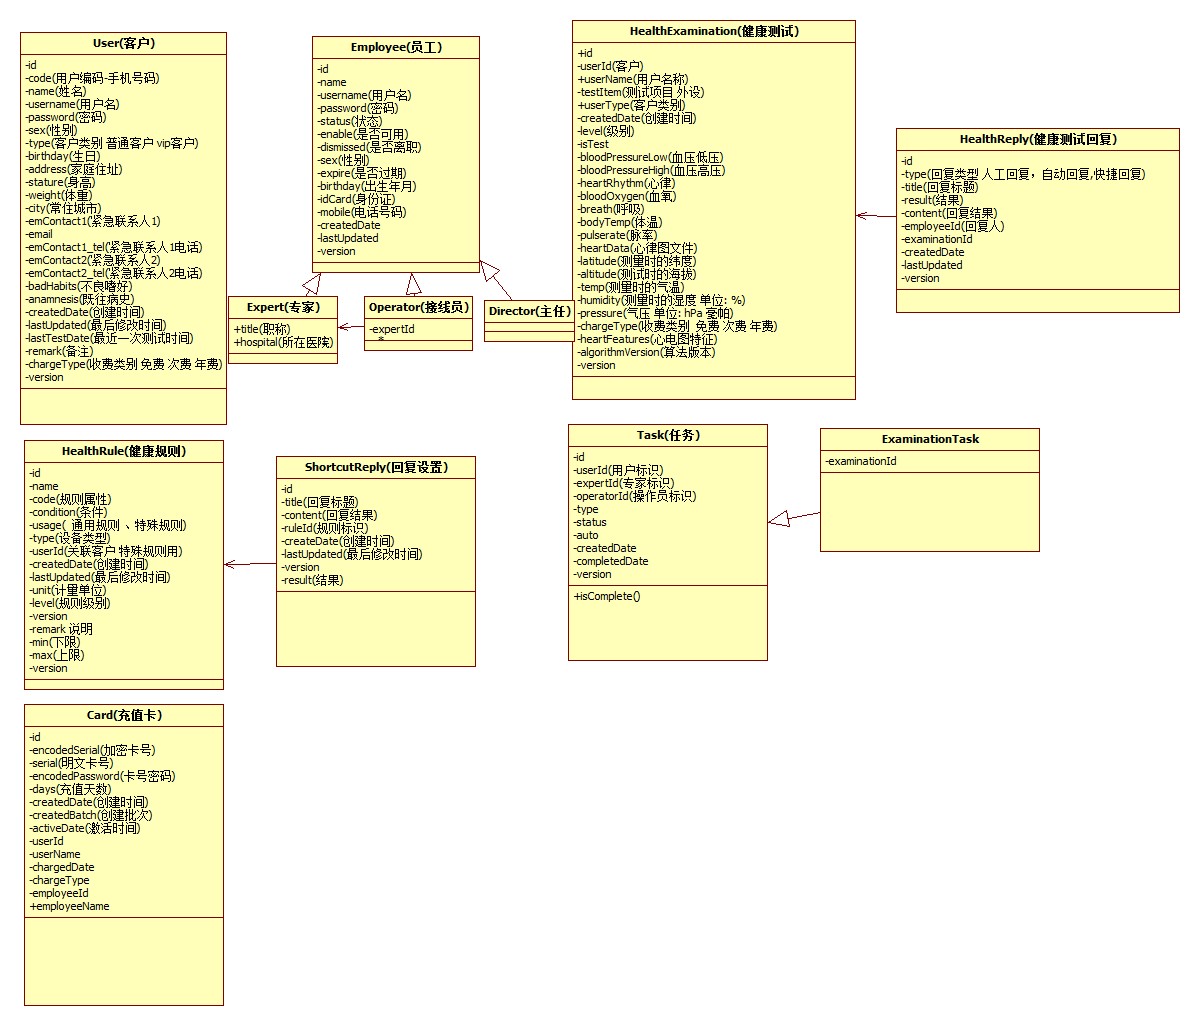 User(客户)
-id
-code(用户编码-手机号码)
-name(姓名)
-username(用户名)
-password(密码)
-sex(性别)
-type(客户类别 普通客户 vip客户)
-birthday(生日)
-address(家庭住址)
-stature(身高)
-weight(体重)
-city(常住城市)
-emContact1(紧急联系人1)
-email
-emContact1_tel(紧急联系人1电话)
-emContact2(紧急联系人2)
-emContact2_tel(紧急联系人2电话)
-badHabits(不良嗜好)
-anamnesis(既往病史)
-createdDate(创建时间)
-lastUpdated(最后修改时间)
-lastTestDate(最近一次测试时间)
-remark(备注)
-chargeType(收费类别 免费 次费 年费)
-version
Employee(员工)
-id
-name
-username(用户名)
-password(密码)
-status(状态)
-enable(是否可用)
-dismissed(是否离职)
-sex(性别)
-expire(是否过期)
-birthday(出生年月)
-idCard(身份证)
-mobile(电话号码)
-createdDate
-lastUpdated
-version
Expert(专家)
+title(职称)
+hospital(所在医院)
Operator(接线员)
-expertId
*
Director(主任)
HealthExamination(健康测试)
+id
-userId(客户)
+userName(用户名称)
-testItem(测试项目 外设)
+userType(客户类别)
-createdDate(创建时间)
-level(级别)
-isTest
-bloodPressureLow(血压低压)
-bloodPressureHigh(血压高压)
-heartRhythm(心律)
-bloodOxygen(血氧)
-breath(呼吸)
-bodyTemp(体温)
-pulserate(脉率)
-heartData(心律图文件)
-latitude(测量时的纬度)
-altitude(测试时的海拔)
-temp(测量时的气温)
-humidity(测量时的湿度 单位: %)
-pressure(气压 单位: hPa 毫帕)
-chargeType(收费类别  免费 次费 年费)
-heartFeatures(心电图特征)
-algorithmVersion(算法版本)
-version
HealthReply(健康测试回复)
-id
-type(回复类型 人工回复，自动回复,快捷回复)
-title(回复标题)
-result(结果)
-content(回复结果)
-employeeId(回复人)
-examinationId
-createdDate
-lastUpdated
-version
HealthRule(健康规则)
-id
-name
-code(规则属性)
-condition(条件)
-usage( 通用规则 、特殊规则)
-type(设备类型)
-userId(关联客户 特殊规则用)
-createdDate(创建时间)
-lastUpdated(最后修改时间)
-unit(计量单位)
-level(规则级别)
-version
-remark 说明
-min(下限)
-max(上限)
-version
ShortcutReply(回复设置)
-id
-title(回复标题)
-content(回复结果)
-ruleId(规则标识)
-createDate(创建时间)
-lastUpdated(最后修改时间)
-version
-result(结果)
Task(任务)
-id
-userId(用户标识)
-expertId(专家标识)
-operatorId(操作员标识)
-type
-status
-auto
-createdDate
-completedDate
-version
+isComplete()
ExaminationTask
-examinationId
Card(充值卡)
-id
-encodedSerial(加密卡号)
-serial(明文卡号)
-encodedPassword(卡号密码)
-days(充值天数)
-createdDate(创建时间)
-createdBatch(创建批次)
-activeDate(激活时间)
-userId
-userName
-chargedDate
-chargeType
-employeeId
+employeeName